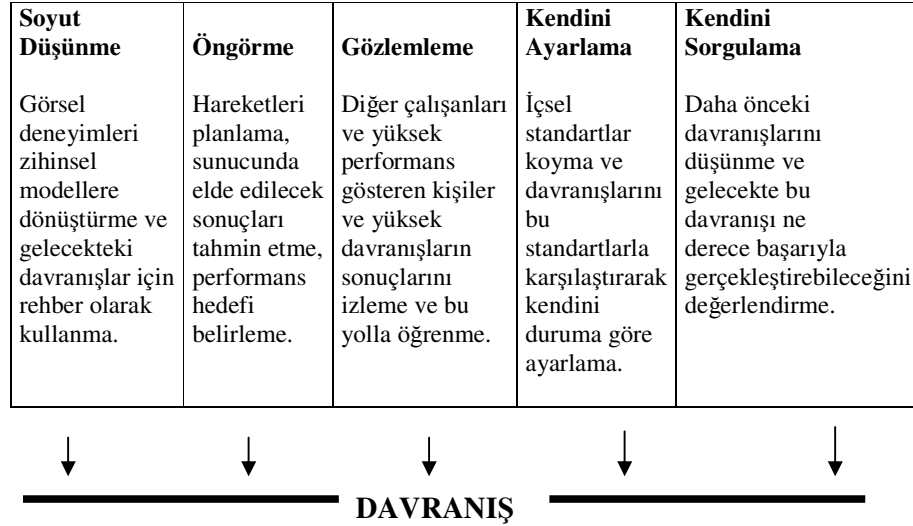 Soyut
Düşünme
Görsel
deneyimleri
zihinsel
modellere
dönüştürme ve
gelecekteki
davranışlar için
rehber olarak
kullanma.
Öngörme
Hareketleri
planlama,
sunucunda
elde edilecek
sonuçları
tahmin etme,
performans
hedefi
belirleme.
Gözlemleme
Diğer çalışanları
ve yüksek
performans
gösteren kişiler
ve yüksek
davranışların
sonuçlarını
izleme ve bu
yolla öğrenme.
Kendini
Ayarlama
İçsel
standartlar
koyma ve
davranışlarını
bu
standartlarla
karşılaştırarak
kendini
duruma göre
ayarlama.
Kendini
Sorgulama
Daha önceki
davranışlarını
düşünme ve
gelecekte bu
davranışı ne
derece başarıyla
gerçekleştirebileceğini
değerlendirme.
DAVRANIŞ